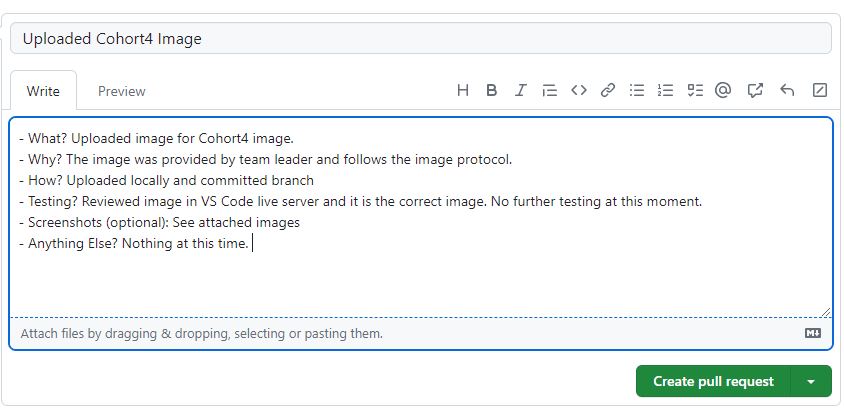 Uploaded Cohort4 Image
Write
Preview
- What? Uploaded image for Cohort4 image.
- Why? The image was provided by team leader and follows the image protocol.
- How? Uploaded locally and committed branch
- Testing? Reviewed image in VS Code live server and it is the correct image. No further testing at this moment.
- Screenshots (optional): See attached images
- Anything Else? Nothing at this time.
Attach files by dragging & dropping, selecting or pasting them.
Create pull request